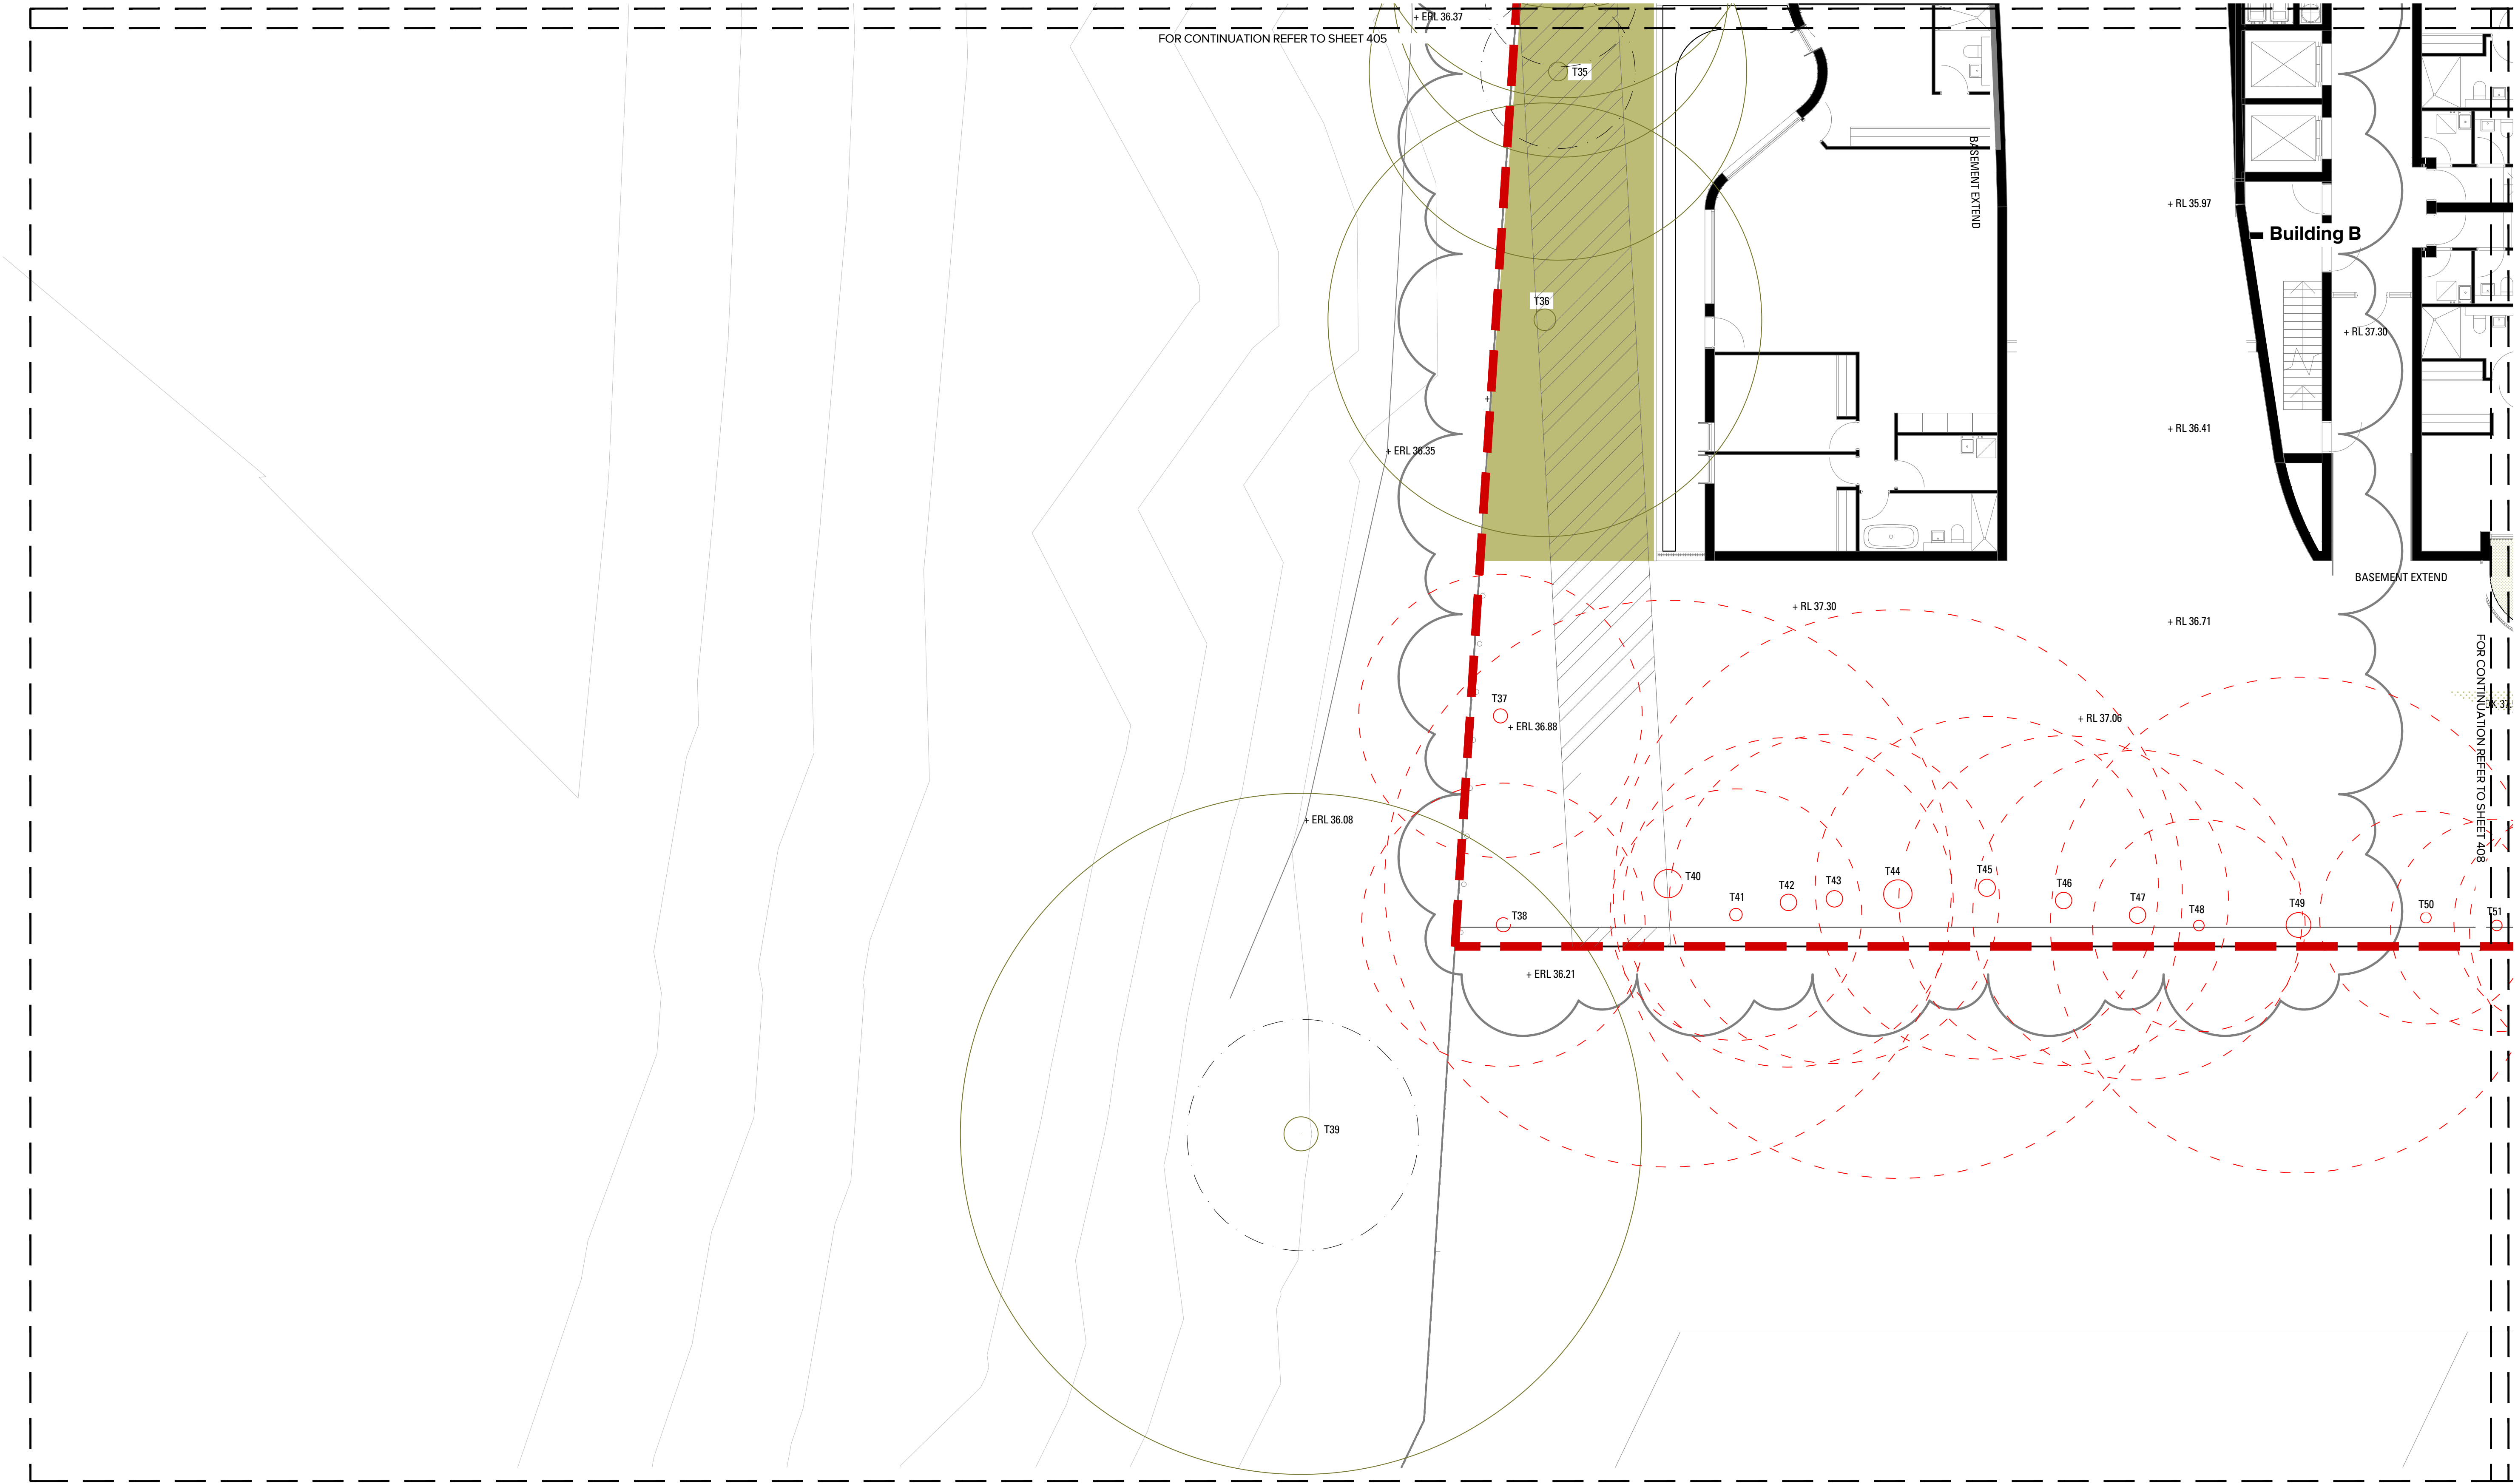 + ERL 36.37
FOR CONTINUATION REFER TO SHEET 405
T35
BASEMENT EXTEND
+ RL 35.97
Building B
T36
+ RL 37.30
+
+ RL 36.41
+ ERL 36.35
BASEMENT EXTEND
+ RL 37.30
+ RL 36.71
FOR CONTINUATION REFER TO SHEET 408
T37
+ ERL 36.88
+ RL 37.06
+ ERL 36.08
T40
T41
T42
T43
T44
T45
T46
T47
T48
T49
T50
T51
T38
+ ERL 36.21
T39